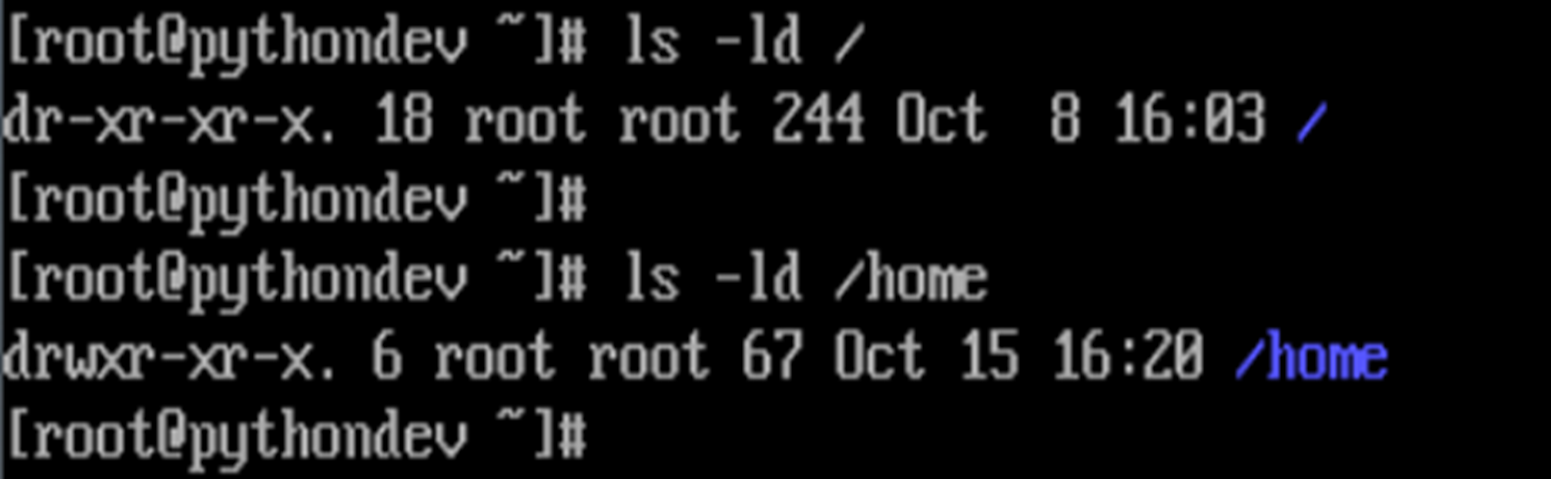 [root@pythondev ~]# ls -ld /
dr-xr-xr-x. 18 root root 244 Oct  8 16:03 /
[root@pythondev ~]#
[root@pythondev ~]# ls -ld /home
drwxr-xr-x. 6 root root 67 Oct 15 16:20 /home
[root@pythondev ~]#